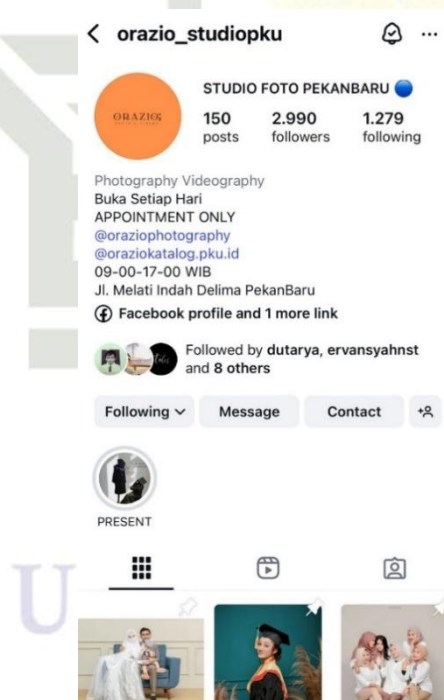 orazio_studiopku
ORAZIO
STUDIO FOTO PEKANBARU
150 2.990 1.279
posts followers following
Photography Videography
Buka Setiap Hari
APPOINTMENT ONLY
@oraziophotography
@oraziokatalog.pku.id
09-00-17-00 WIB
Jl. Melati Indah Delima PekanBaru
Facebook profile and 1 more link
Followed by dutarya, ervansyahnst
and 8 others
Following Message Contact
PRESENT
U